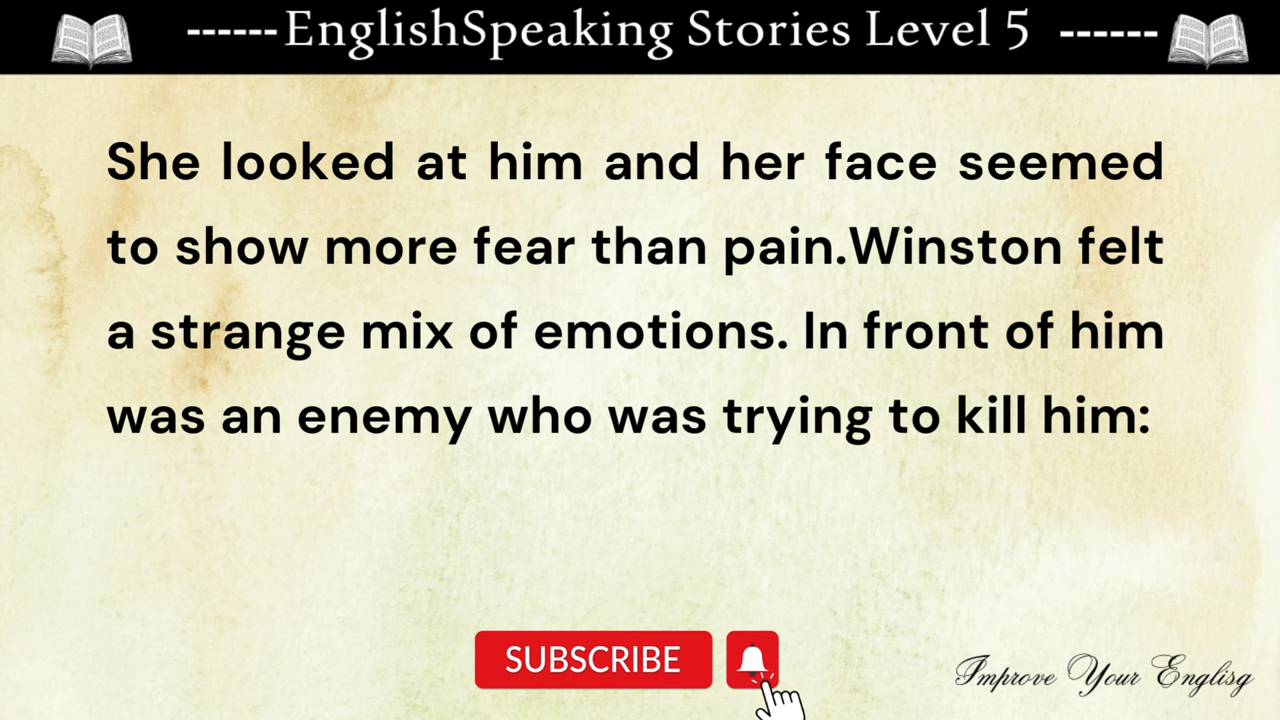 ------EnglishSpeaking Stories Level 5 ------
She looked at him and her face seemed
to show more fear than pain.Winston felt
a strange mix of emotions. In front of him
was an enemy who was trying to kill him:
SUBSCRIBE
Improve Your Englisg